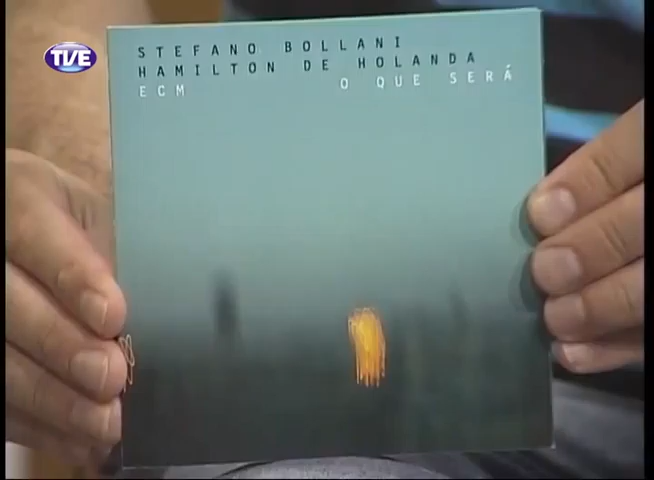 TVE
STEFANO BOLLANI
HAMILTON DE HOLANDA
ECM O QUE SERÁ